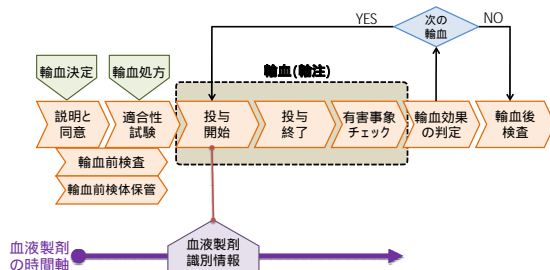 YES
次の
輸血
NO
輸血決定
輸血処方
輸血(輸注)
説明と
同意
適合性
試験
投与
開始
投与
終了
有害事象
チェック
輸血効果
の判定
輸血後
検査
輸血前検査
輸血前検体保管
血液製剤
の時間軸
血液製剤
識別情報